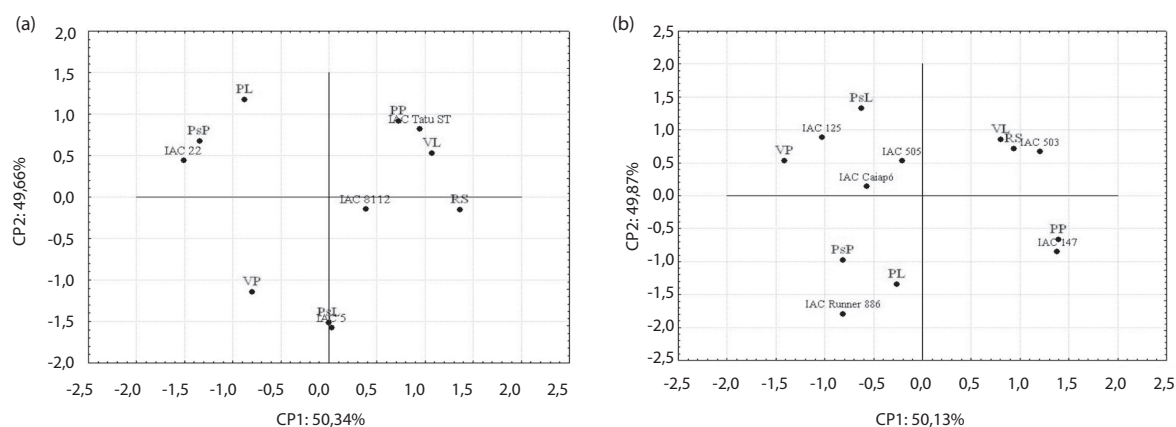 (a)
2,0
1,5
1,0
0,5
0,0
-0,5
-1,0
-1,5
-2,0
CP2: 49,66%
PL
PP
IAC Tatu ST
PsP
VL
IAC 22
IAC 8112
RS
VP
PsL
IAC 5
-2,5 -2,0 -1,5 -1,0 -0,5 0,0 0,5 1,0 1,5 2,0 2,5
CP1: 50,34%
(b)
2,5
2,0
1,5
1,0
0,5
0,0
-0,5
-1,0
-1,5
-2,0
-2,5
CP2: 49,87%
PsL
IAC 125
VL
RS
IAC 503
VP
IAC 505
IAC Caiapó
PP
IAC 147
PsP
PL
IAC Runner 886
-2,5 -2,0 -1,5 -1,0 -0,5 0,0 0,5 1,0 1,5 2,0 2,5
CP1: 50,13%